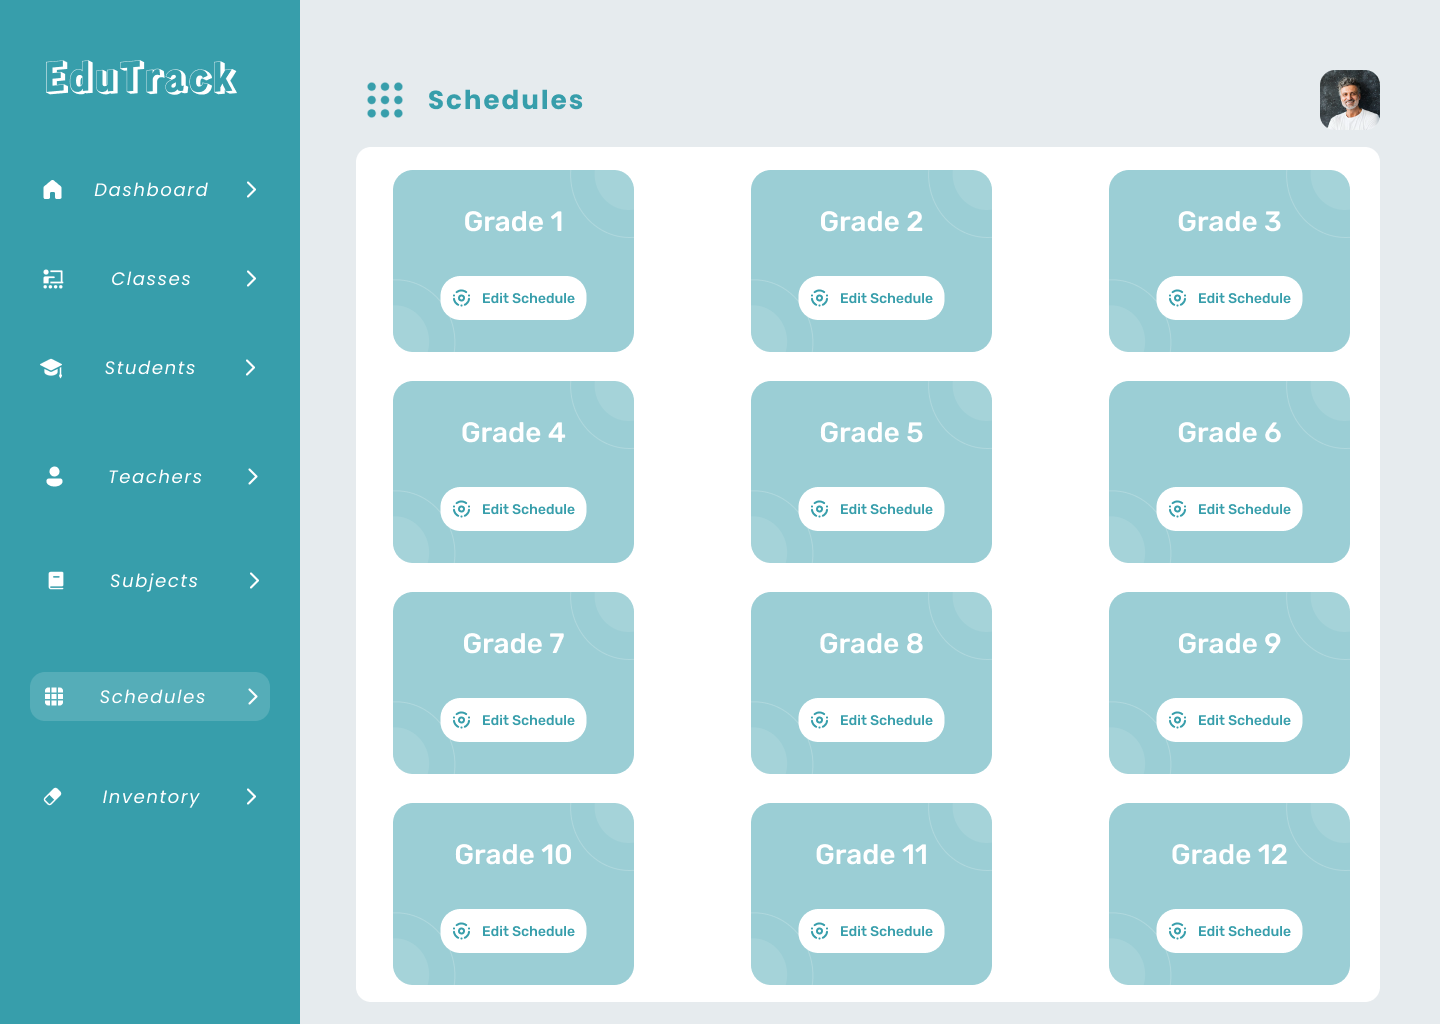 EduTrack
Dashboard
Classes
Students
Teachers
Subjects
Schedules
Inventory
Schedules
Grade 1
Edit Schedule
Grade 2
Edit Schedule
Grade 3
Edit Schedule
Grade 4
Edit Schedule
Grade 5
Edit Schedule
Grade 6
Edit Schedule
Grade 7
Edit Schedule
Grade 8
Edit Schedule
Grade 9
Edit Schedule
Grade 10
Edit Schedule
Grade 11
Edit Schedule
Grade 12
Edit Schedule